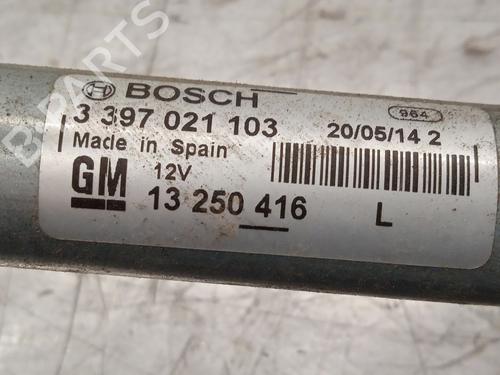 BOSCH
964
3 397 021 103
20/05/14 2
Made in Spain
GM
12V
13 250 416
L
B-PARTS